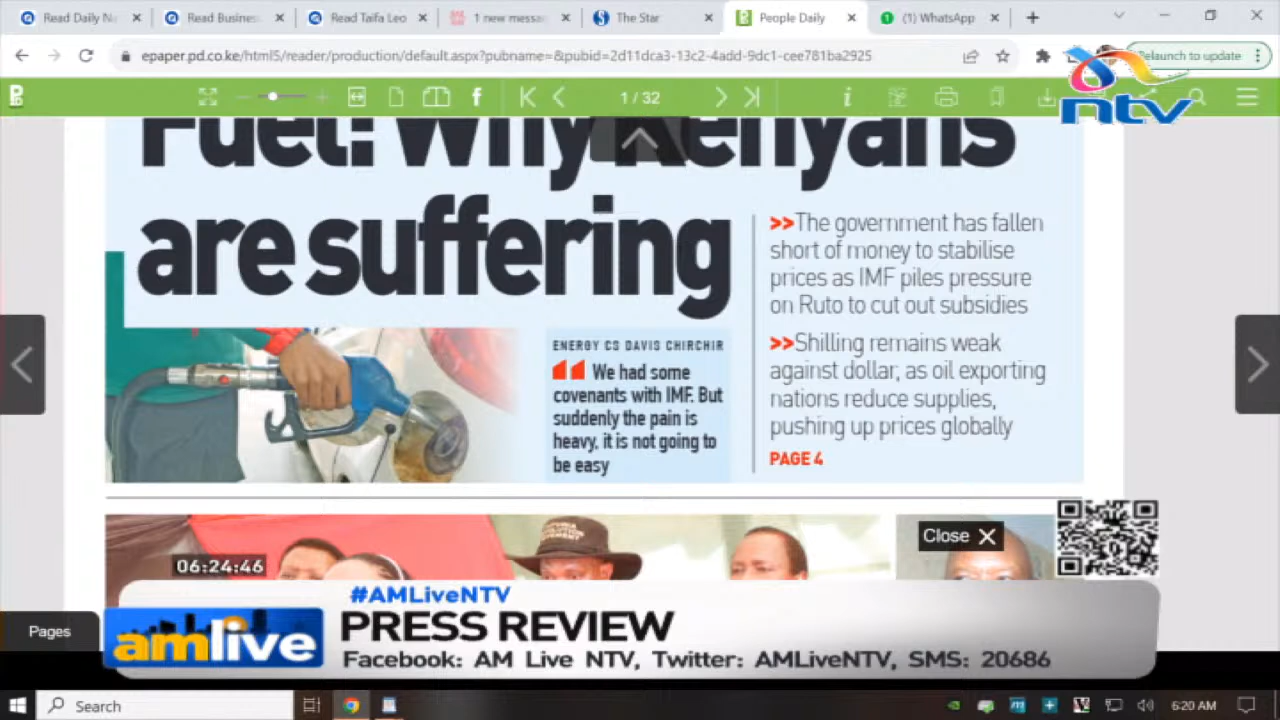 Read Daily N
Read Busines
Read Taifa Leo
1 new messa
The Star
People Daily
(1) WhatsApp
epaper.pd.co.ke/html5/reader/production/default.aspx?pubname=&pubid=2d11dca3-13c2-4add-9dc1-cee781ba2925
Relaunch to update
1 / 32
ntv
Fuel: Why Kenyans
are suffering
>>The government has fallen
short of money to stabilise
prices as IMF piles pressure
on Ruto to cut out subsidies
>>Shilling remains weak
against dollar, as oil exporting
nations reduce supplies,
pushing up prices globally
PAGE 4
ENERGY CS DAVIS CHIRCHIR
We had some
covenants with IMF. But
suddenly the pain is
heavy, it is not going to
be easy
Close X
06:24:46
#AMLiveNTV
Pages
amlive
PRESS REVIEW
Facebook: AM Live NTV, Twitter: AMLiveNTV, SMS: 20686
Search
6:20 AM